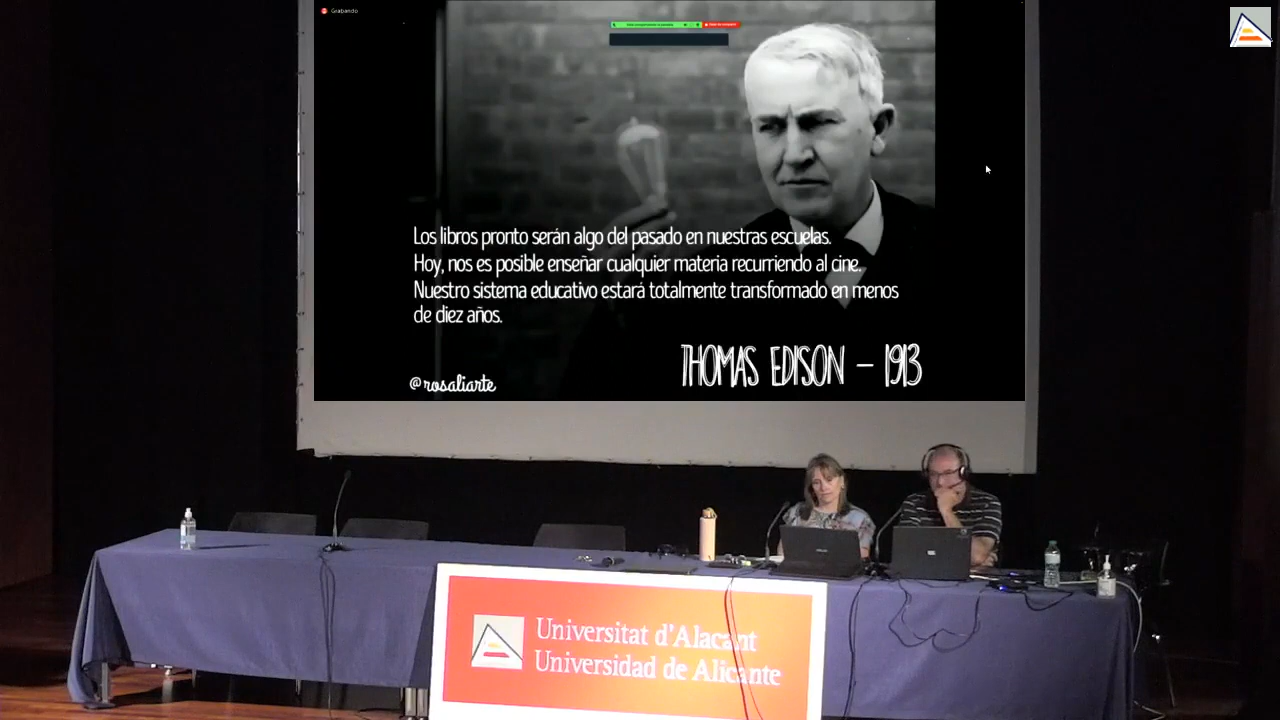 Grabando
Los libros pronto serán algo del pasado en nuestras escuelas.
Hoy, nos es posible enseñar cualquier materia recurriendo al cine.
Nuestro sistema educativo estará totalmente transformado en menos
de diez años.
THOMAS EDISON – 1913
@rosaliarte
Universitat d'Alacant
Universidad de Alicante